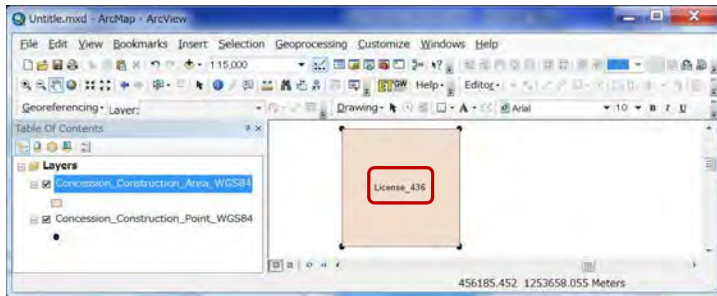 Untitle.mxd - ArcMap - ArcView
File Edit View Bookmarks Insert Selection Geoprocessing Customize Windows Help
1:15,000
Help Editor
Georeferencing Layer: Drawing A Arial 10 B I U
Table Of Contents
Layers
Concession_Construction_Area_WGS84
Concession_Construction_Point_WGS84
License_436
456185.452 1253658.055 Meters